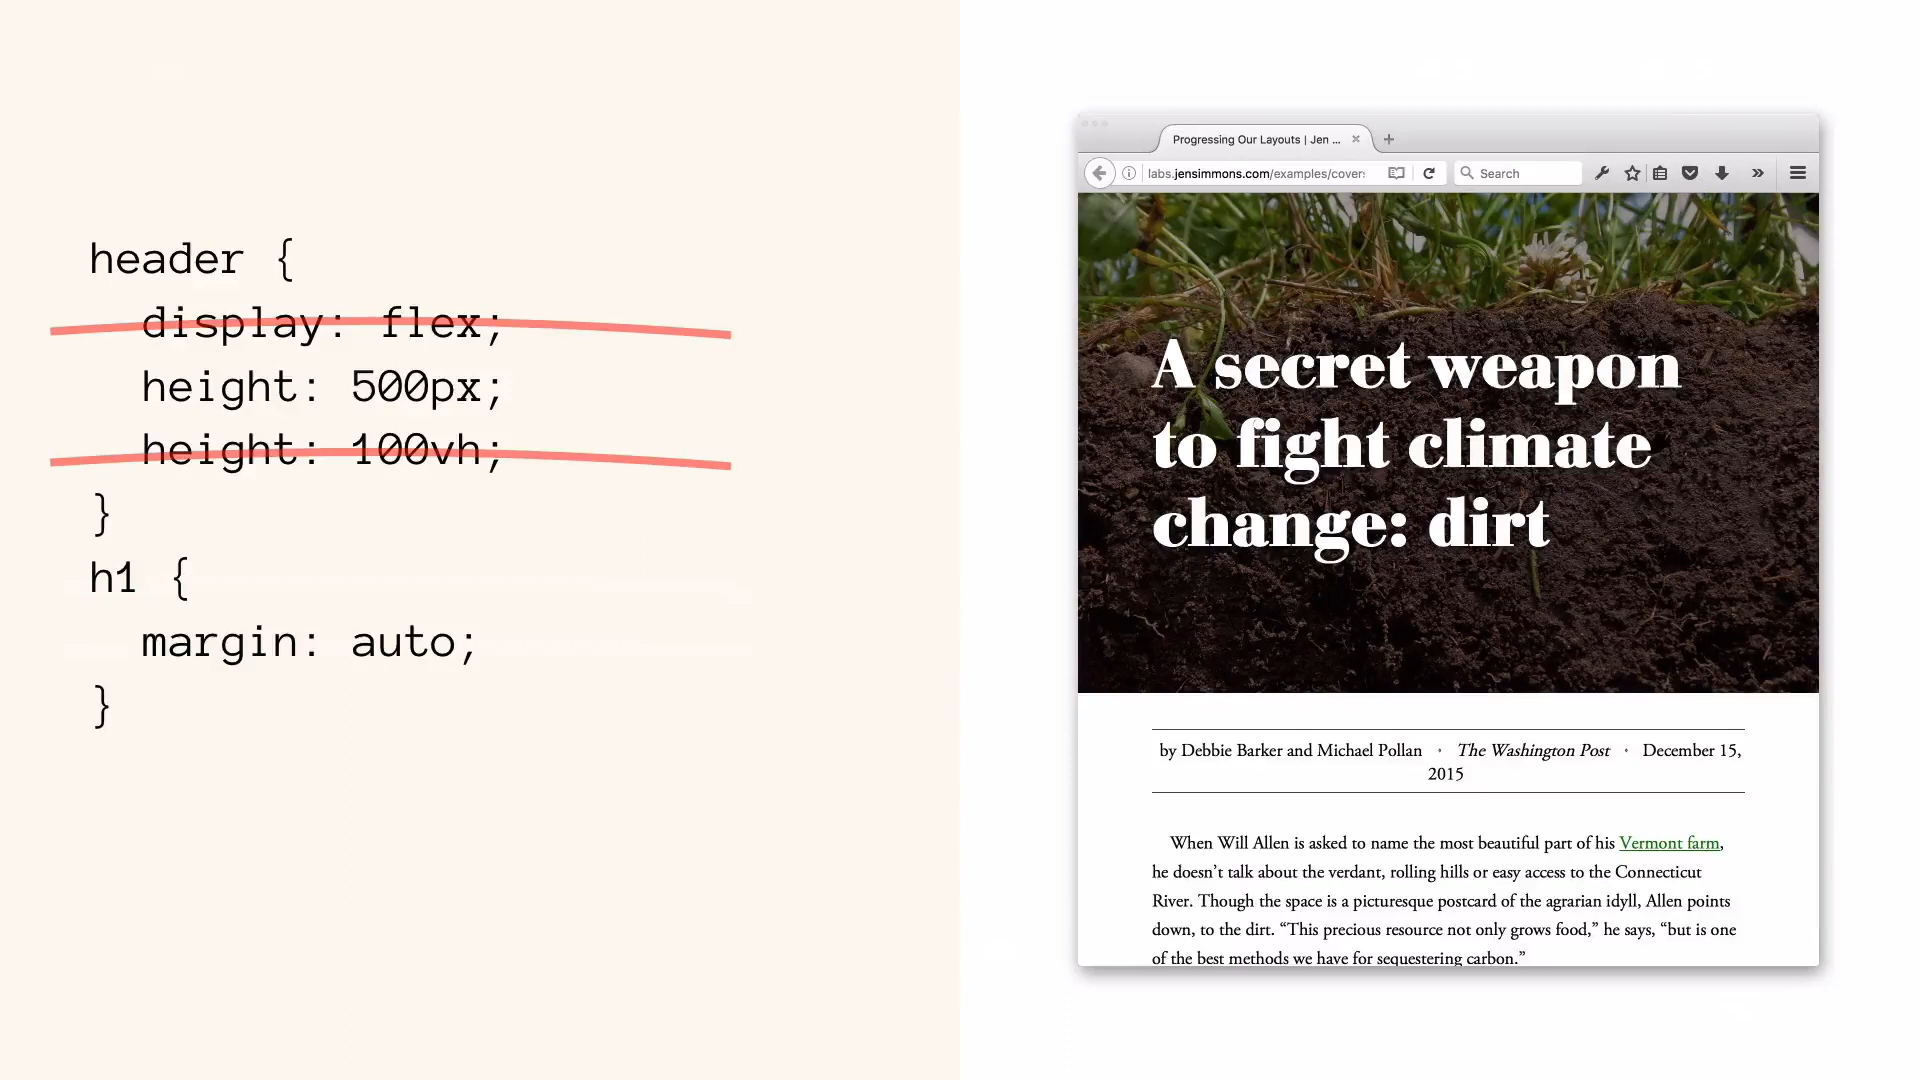 header {
display: flex;
height: 500px;
height: 100vh;
}
h1 {
margin: auto;
}
Progressing Our Layouts | Jen ...
labs.jensimmons.com/examples/cover
Search
A secret weapon
to fight climate
change: dirt
by Debbie Barker and Michael Pollan · The Washington Post · December 15,
2015
When Will Allen is asked to name the most beautiful part of his Vermont farm,
he doesn’t talk about the verdant, rolling hills or easy access to the Connecticut
River. Though the space is a picturesque postcard of the agrarian idyll, Allen points
down, to the dirt. “This precious resource not only grows food,” he says, “but is one
of the best methods we have for sequestering carbon.”